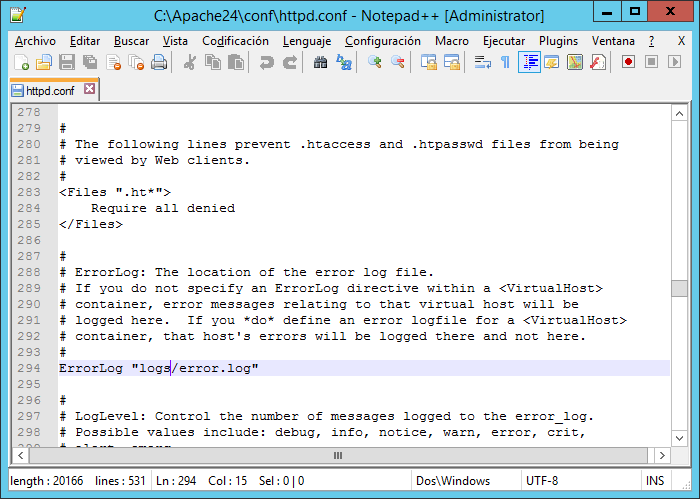 C:\Apache24\conf\httpd.conf - Notepad++ [Administrator]
Archivo Editar Buscar Vista Codificación Lenguaje Configuración Macro Ejecutar Plugins Ventana ? X
httpd.conf
278
279 #
280 # The following lines prevent .htaccess and .htpasswd files from being
281 # viewed by Web clients.
282 #
283 <Files ".ht*">
284 Require all denied
285 </Files>
286
287 #
288 # ErrorLog: The location of the error log file.
289 # If you do not specify an ErrorLog directive within a <VirtualHost>
290 # container, error messages relating to that virtual host will be
291 # logged here.  If you *do* define an error logfile for a <VirtualHost>
292 # container, that host's errors will be logged there and not here.
293 #
294 ErrorLog "logs/error.log"
295
296 #
297 # LogLevel: Control the number of messages logged to the error_log.
298 # Possible values include: debug, info, notice, warn, error, crit,
length : 20166 lines : 531 Ln : 294 Col : 15 Sel : 0 | 0 Dos\Windows UTF-8 INS